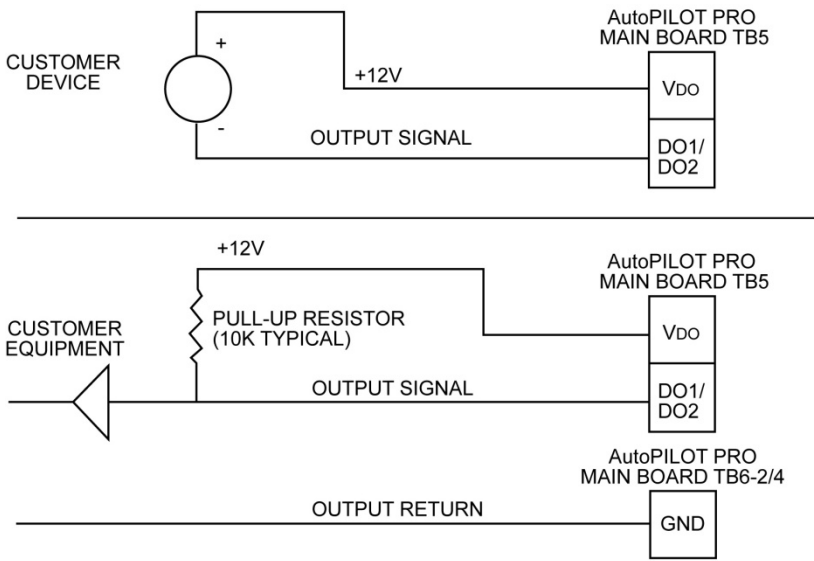 AutoPILOT PRO
MAIN BOARD TB5
CUSTOMER
DEVICE
+
-
+12V
OUTPUT SIGNAL
VDO
DO1/
DO2
+12V
AutoPILOT PRO
MAIN BOARD TB5
PULL-UP RESISTOR
(10K TYPICAL)
CUSTOMER
EQUIPMENT
OUTPUT SIGNAL
VDO
DO1/
DO2
AutoPILOT PRO
MAIN BOARD TB6-2/4
OUTPUT RETURN
GND